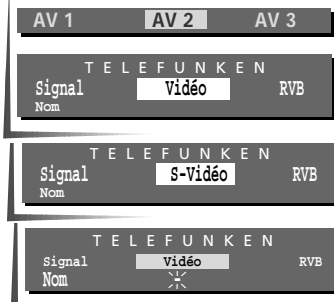 AV 1 AV 2 AV 3
TELEFUNKEN
Signal Vidéo RVB
Nom
TELEFUNKEN
Signal S-Vidéo RVB
Nom
TELEFUNKEN
Signal Vidéo RVB
Nom -